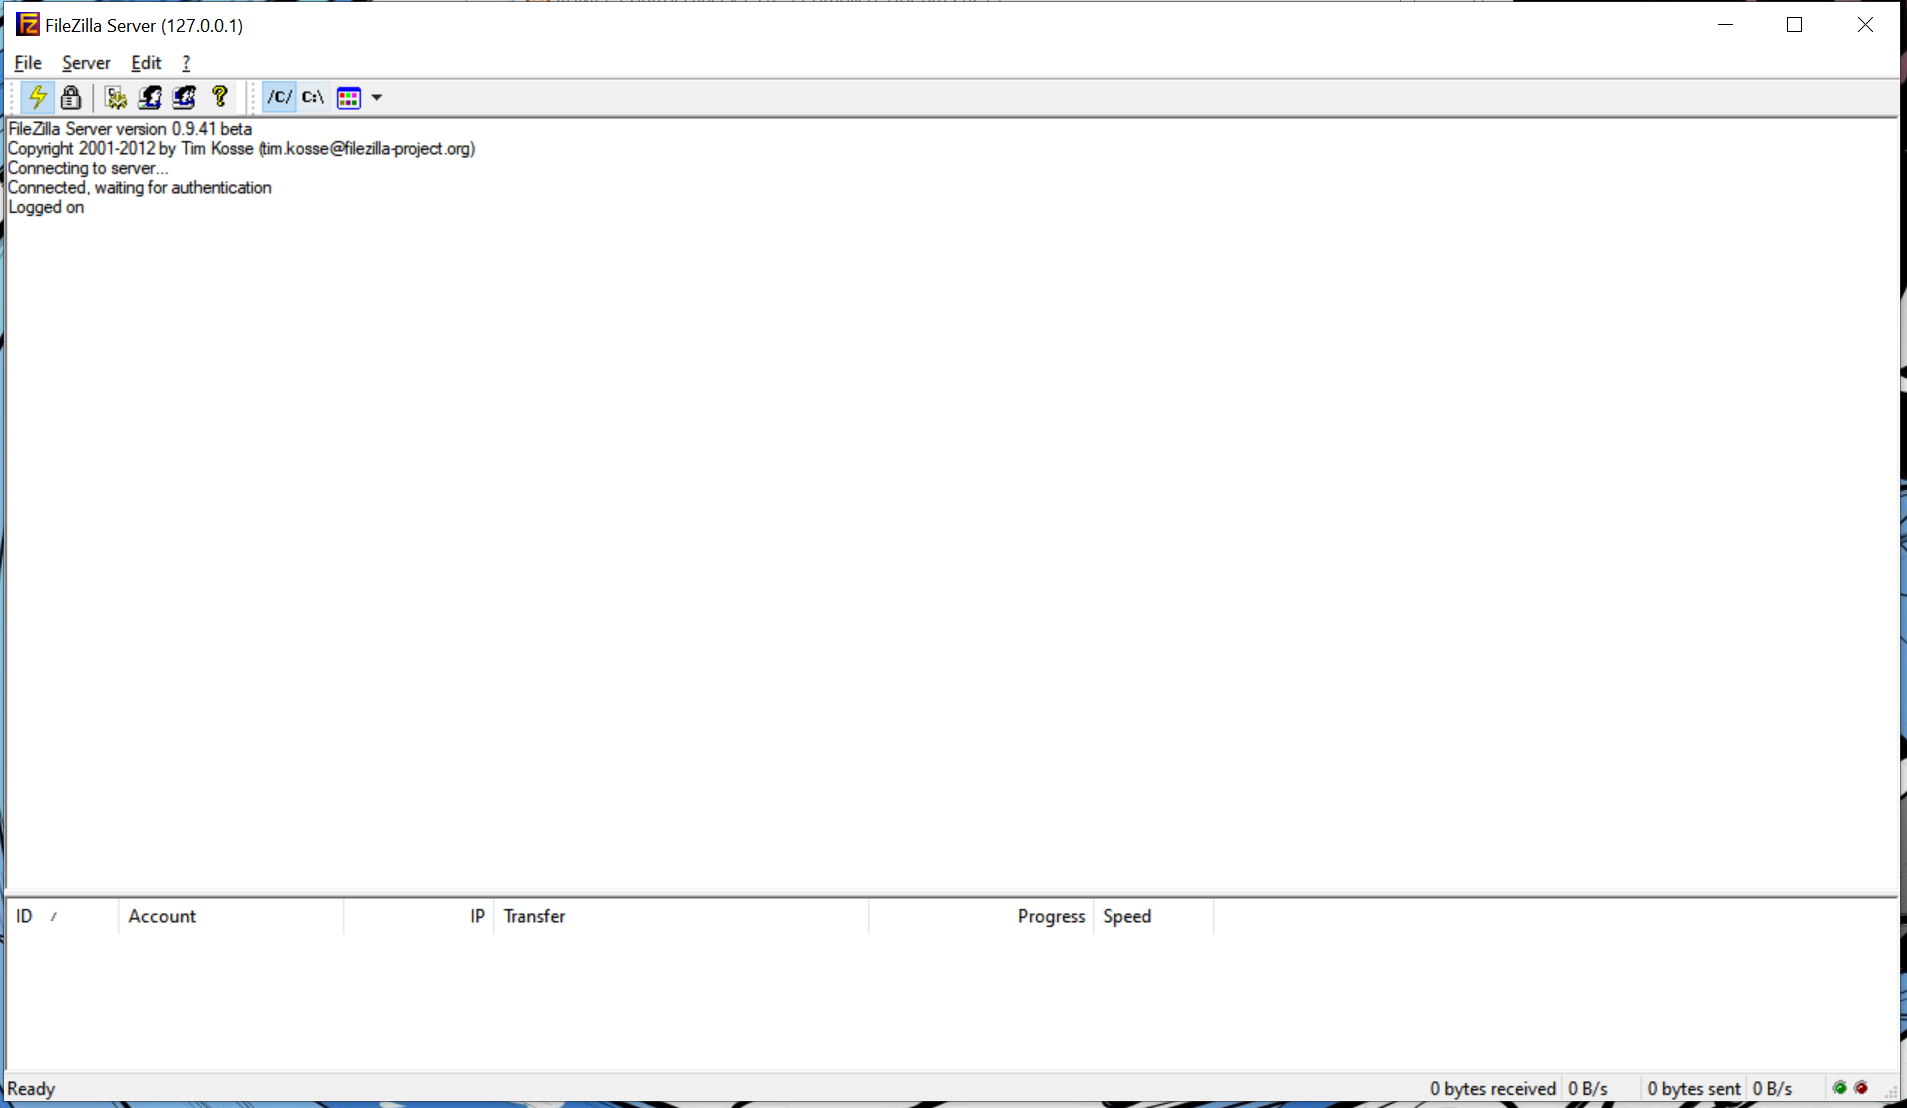 FileZilla Server (127.0.0.1)
File Server Edit ?
/C/ C:\
FileZilla Server version 0.9.41 beta
Copyright 2001-2012 by Tim Kosse (tim.kosse@filezilla-project.org)
Connecting to server...
Connected, waiting for authentication
Logged on
ID / Account IP Transfer Progress Speed
Ready 0 bytes received 0 B/s 0 bytes sent 0 B/s